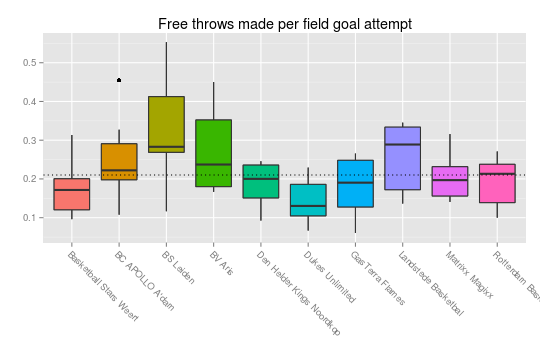 Free throws made per field goal attempt
0.5
0.4
0.3
0.2
0.1
Basketball Stars Weert
BC APOLLO A'dam
BS Leiden
BV Aris
Den Helder Kings Noordkop
Dukes Unlimited
GasTerra Flames
Landstede Basketbal
Matrixx Magixx
Rotterdam Bas